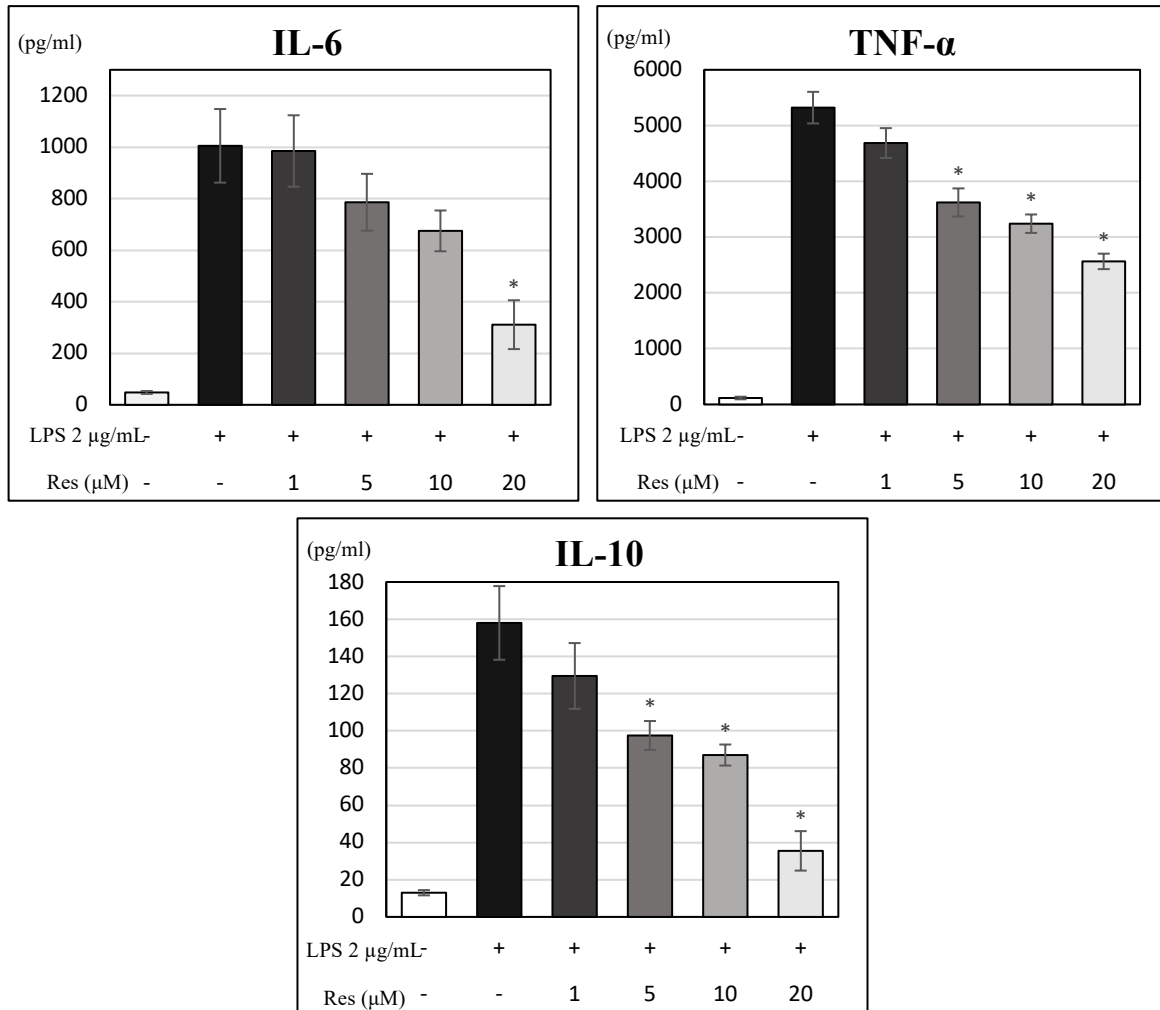 IL-6
(pg/ml)
1200
1000
800
600
400
200
0
LPS 2 µg/mL- + + + + +
Res (µM) - - 1 5 10 20
*
TNF-α
(pg/ml)
6000
5000
4000
3000
2000
1000
0
LPS 2 µg/mL- + + + + +
Res (µM) - - 1 5 10 20
* * *
IL-10
(pg/ml)
180
160
140
120
100
80
60
40
20
0
LPS 2 µg/mL- + + + + +
Res (µM) - - 1 5 10 20
* * *